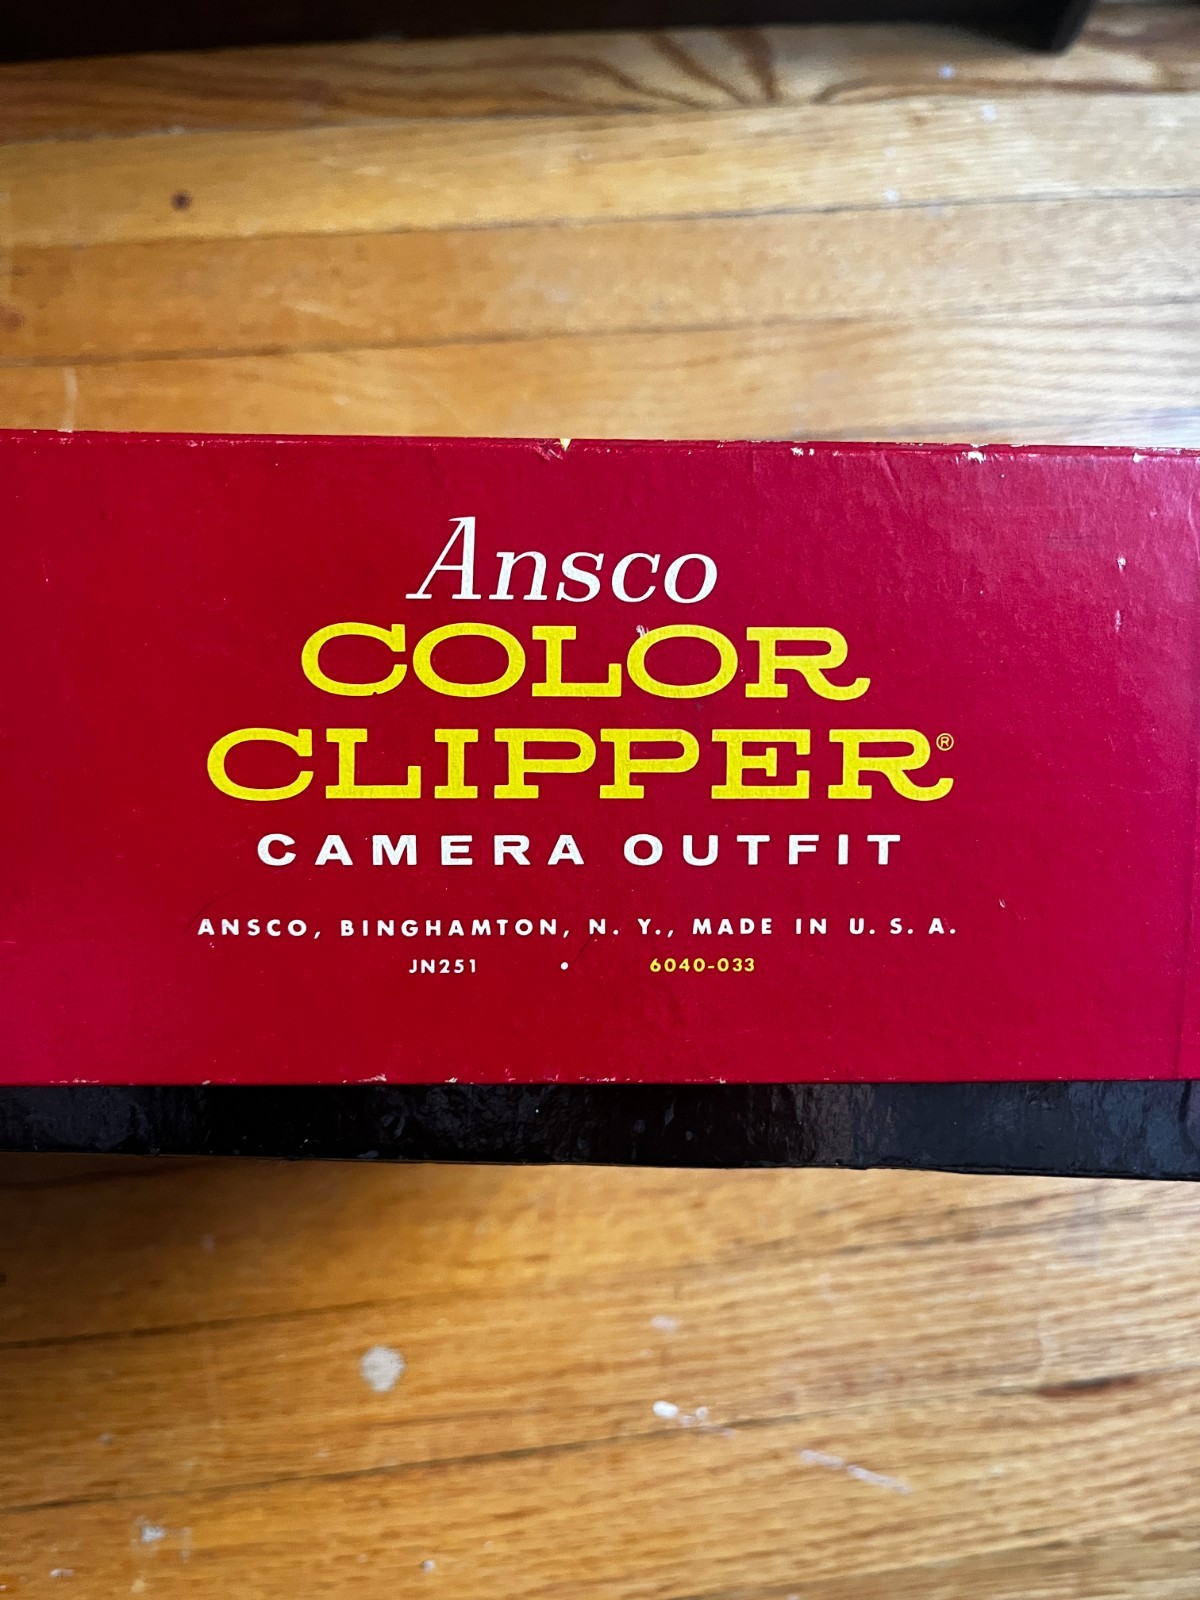 Ansco
COLOR
CLIPPER®
CAMERA OUTFIT
ANSCO, BINGHAMTON, N. Y., MADE IN U. S. A.
JN251 • 6040-033